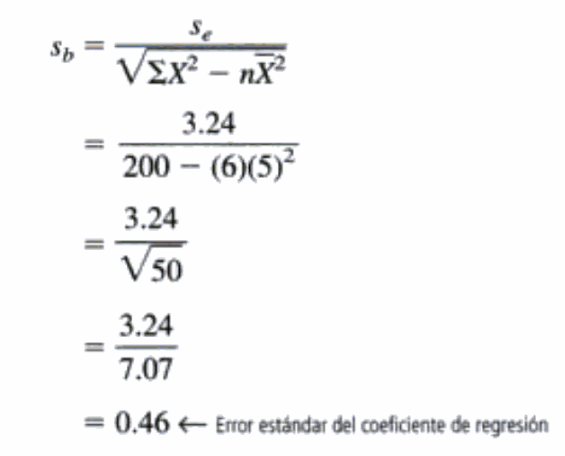 s_b = s_e / √(ΣX² − nX̄²)
= 3.24 / 200 − (6)(5)²
= 3.24 / √50
= 3.24 / 7.07
= 0.46 ← Error estándar del coeficiente de regresión